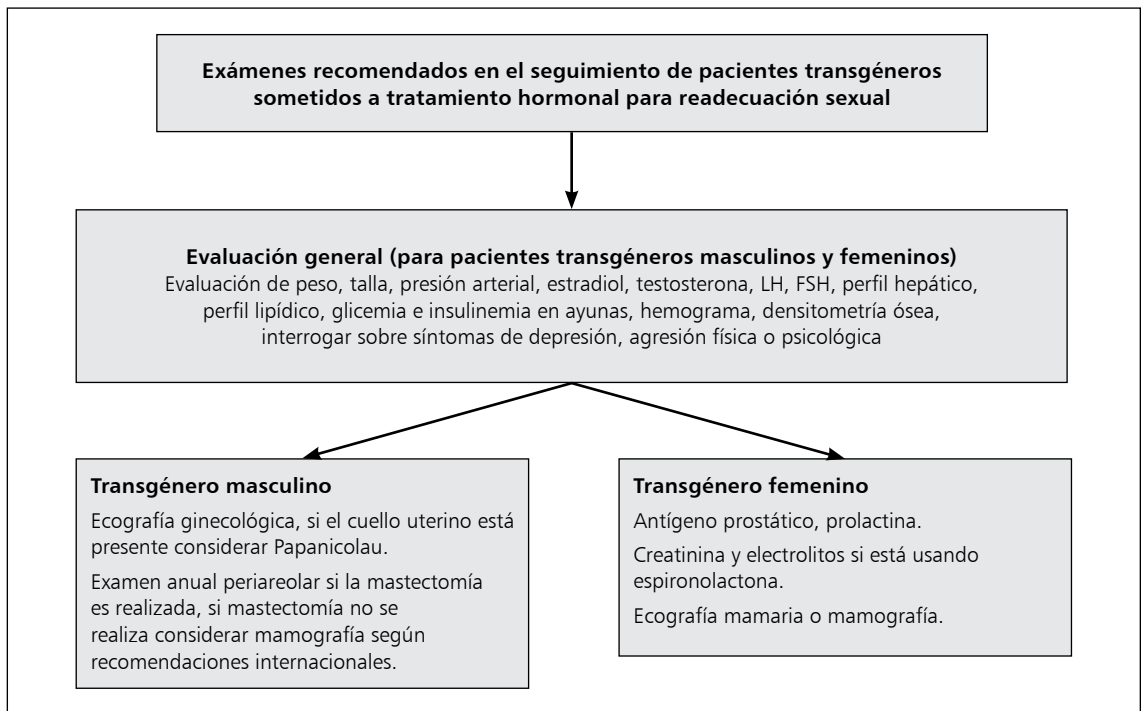 Exámenes recomendados en el seguimiento de pacientes transgéneros
sometidos a tratamiento hormonal para readecuación sexual
Evaluación general (para pacientes transgéneros masculinos y femeninos)
Evaluación de peso, talla, presión arterial, estradiol, testosterona, LH, FSH, perfil hepático,
perfil lipídico, glicemia e insulinemia en ayunas, hemograma, densitometría ósea,
interrogar sobre síntomas de depresión, agresión física o psicológica
Transgénero masculino
Ecografía ginecológica, si el cuello uterino está
presente considerar Papanicolau.
Examen anual periareolar si la mastectomía
es realizada, si mastectomía no se
realiza considerar mamografía según
recomendaciones internacionales.
Transgénero femenino
Antígeno prostático, prolactina.
Creatinina y electrolitos si está usando
espironolactona.
Ecografía mamaria o mamografía.